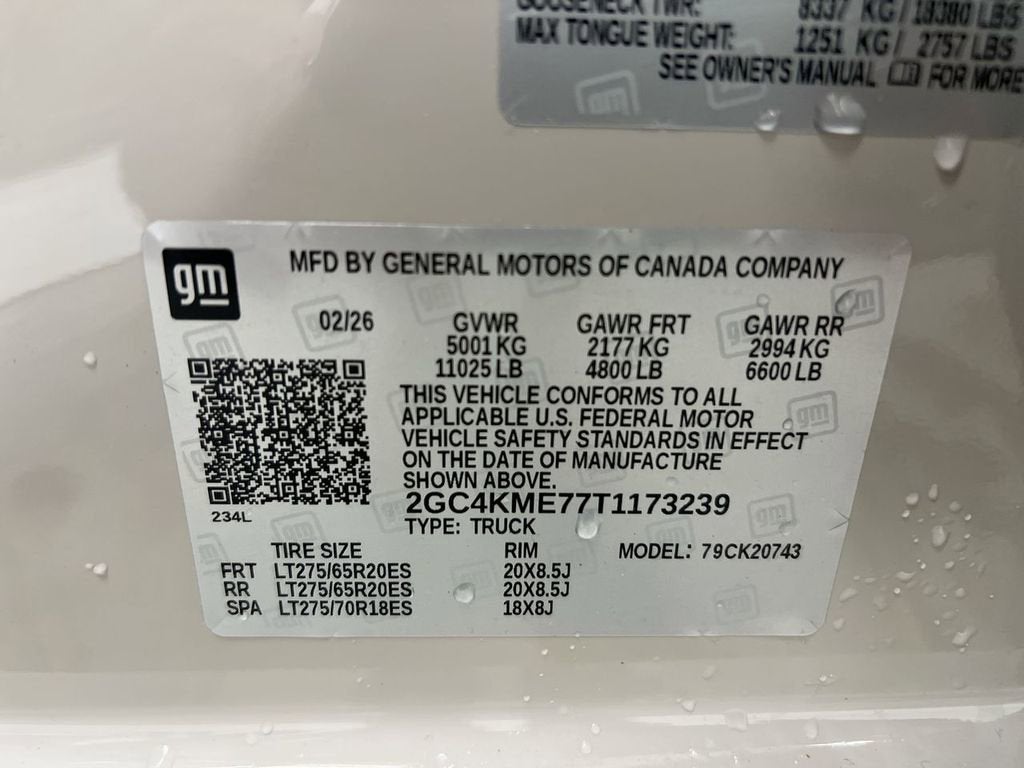 GOOSENECK TWR: 8337 KG/18380 LBS
MAX TONGUE WEIGHT: 1251 KG/ 2757 LBS
SEE OWNER'S MANUAL FOR MORE
gm
MFD BY GENERAL MOTORS OF CANADA COMPANY
02/26 GVWR GAWR FRT GAWR RR
5001 KG 2177 KG 2994 KG
11025 LB 4800 LB 6600 LB
THIS VEHICLE CONFORMS TO ALL
APPLICABLE U.S. FEDERAL MOTOR
VEHICLE SAFETY STANDARDS IN EFFECT
ON THE DATE OF MANUFACTURE
SHOWN ABOVE.
2GC4KME77T1173239
234L
TYPE: TRUCK
TIRE SIZE RIM MODEL: 79CK20743
FRT LT275/65R20ES 20X8.5J
RR LT275/65R20ES 20X8.5J
SPA LT275/70R18ES 18X8J